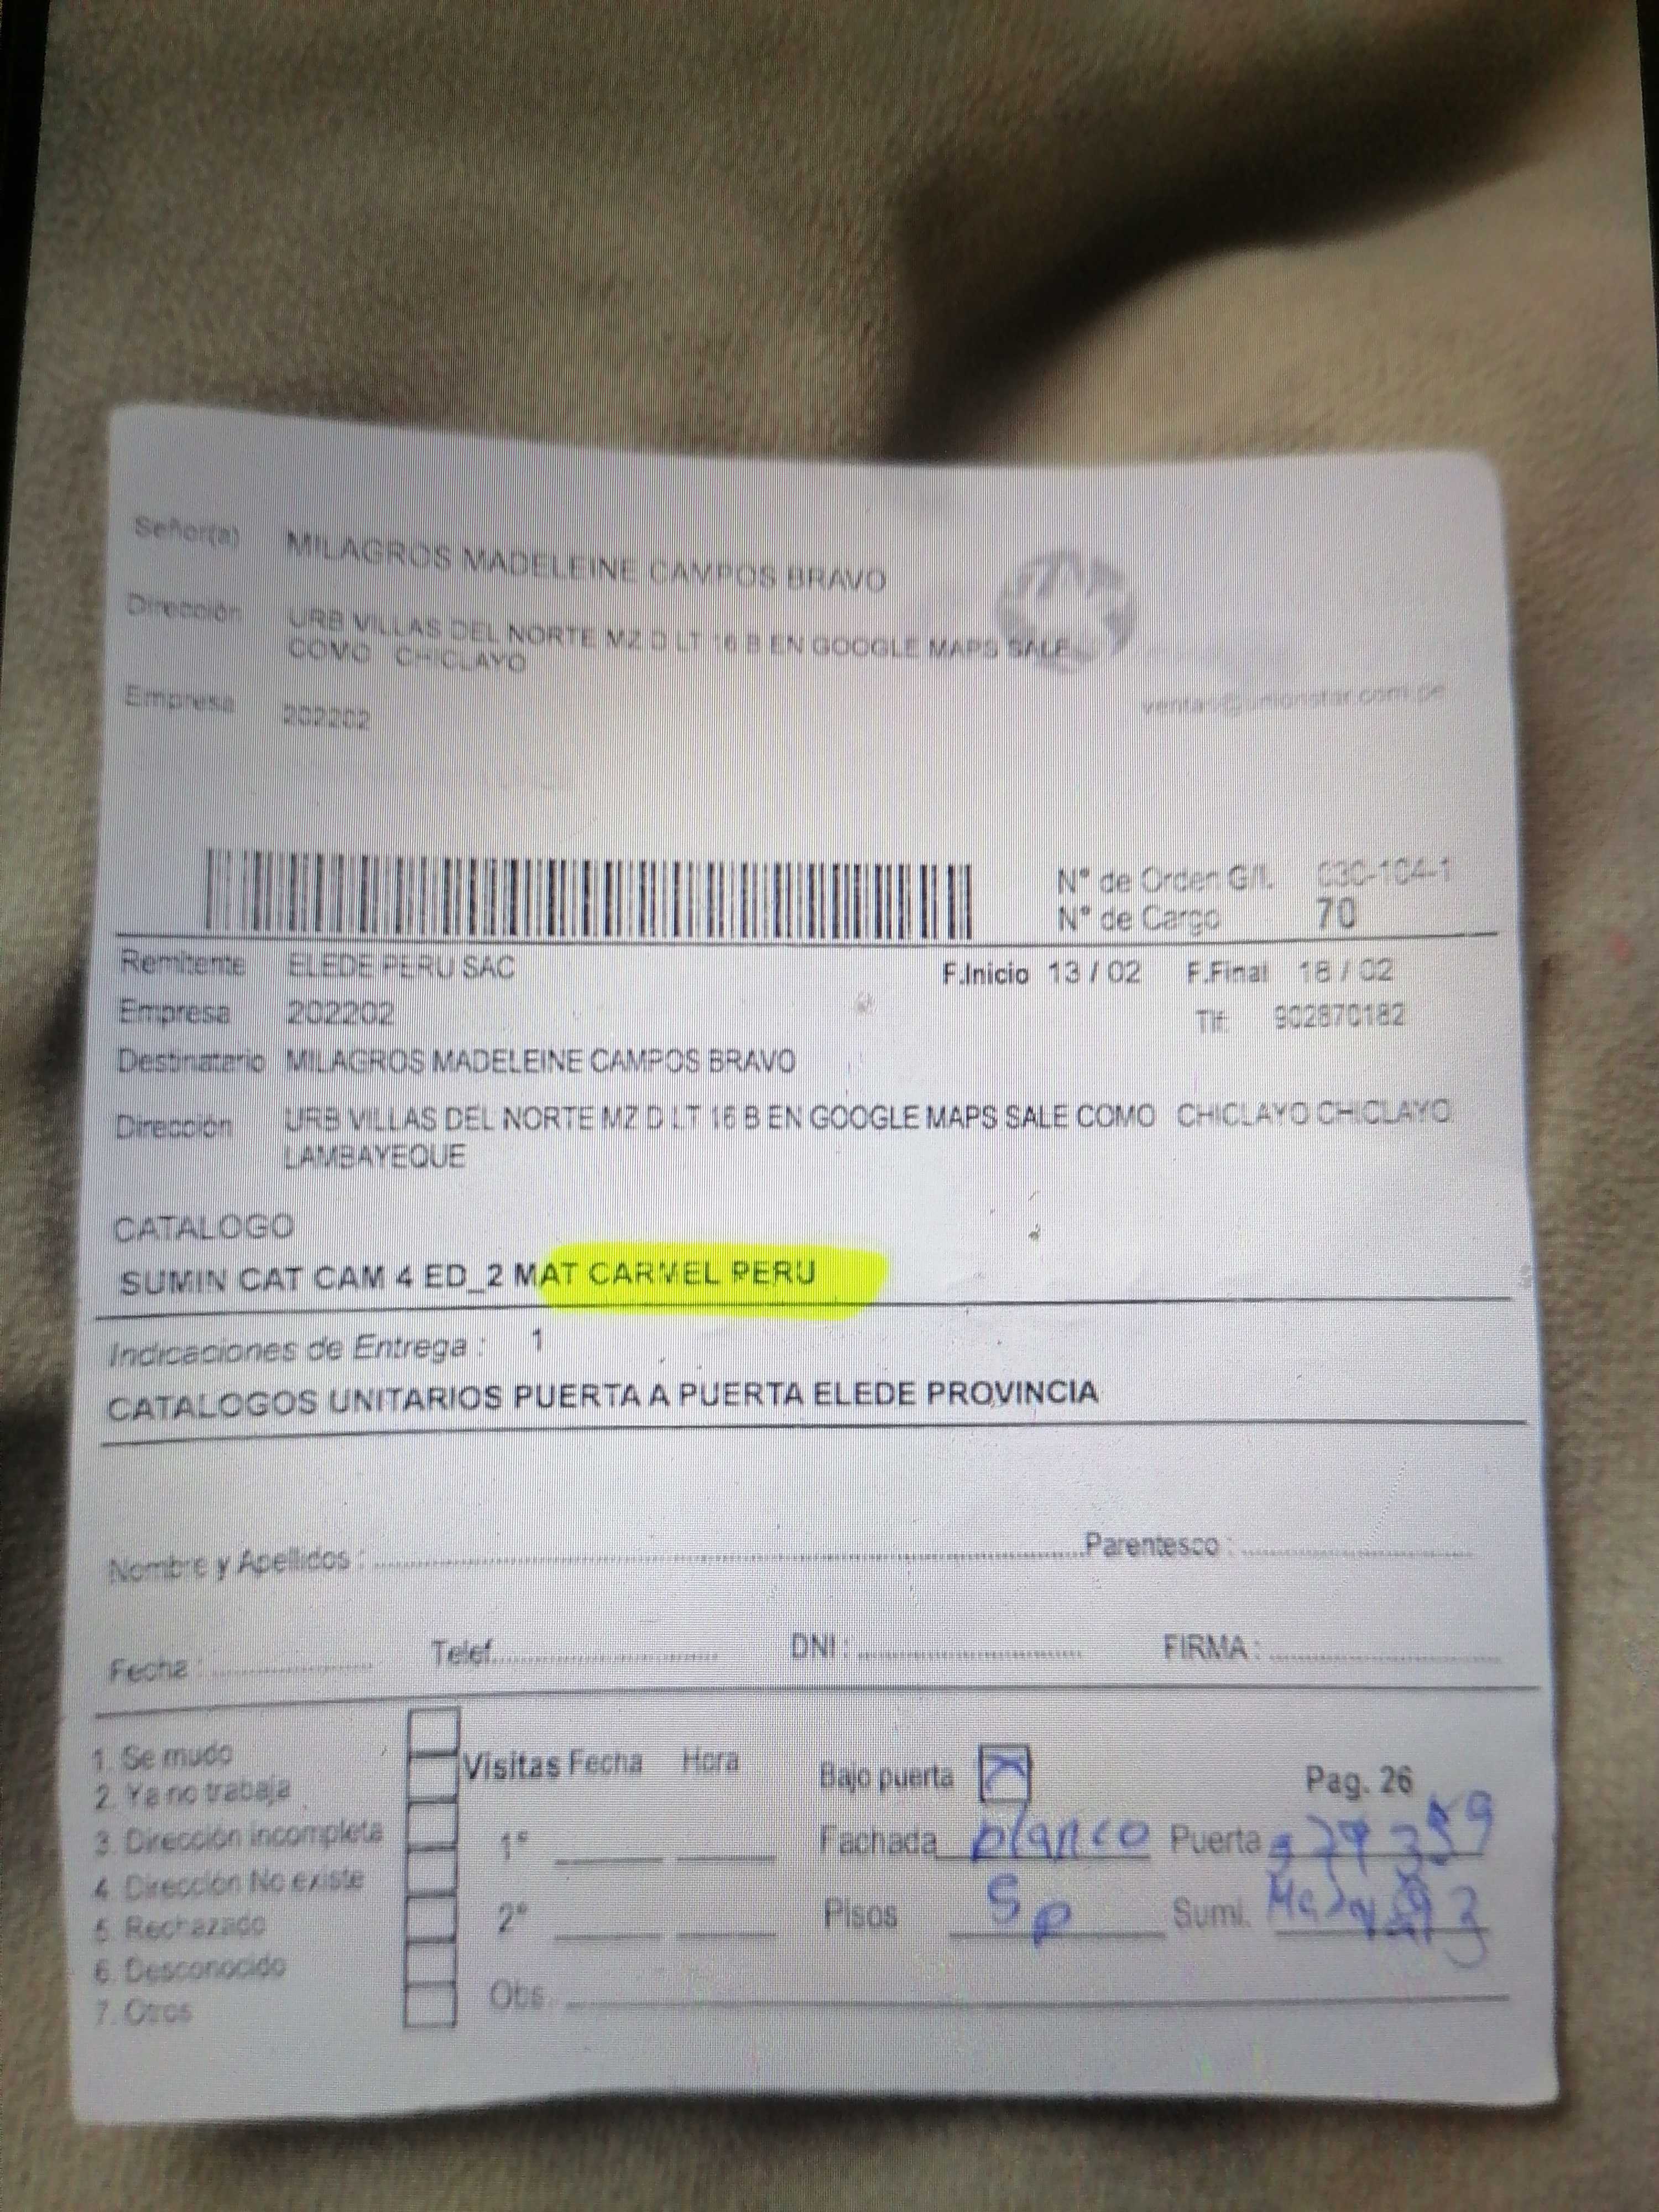 Señor(a) MILAGROS MADELEINE CAMPOS BRAVO
Dirección URB VILLAS DEL NORTE MZ D LT 16 B EN GOOGLE MAPS SALE
COMO CHICLAYO
Empresa 202202
ventas@unionstar.com.pe
N° de Orden G/I. 030-104-1
N° de Cargo 70
Remitente ELEDE PERU SAC F.Inicio 13 / 02 F.Final 18 / 02
Empresa 202202 Tlf: 902870182
Destinatario MILAGROS MADELEINE CAMPOS BRAVO
Dirección URB VILLAS DEL NORTE MZ D LT 16 B EN GOOGLE MAPS SALE COMO CHICLAYO CHICLAYO
LAMBAYEQUE
CATALOGO
SUMIN CAT CAM 4 ED_2 MAT CARMEL PERU
Indicaciones de Entrega : 1
CATALOGOS UNITARIOS PUERTA A PUERTA ELEDE PROVINCIA
Nombre y Apellidos : Parentesco :
Fecha : Telef. DNI : FIRMA :
1. Se mudo
2. Ya no trabaja
3. Dirección incompleta
4. Dirección No existe
5. Rechazado
6. Desconocido
7. Otros
Visitas Fecha Hora
1°
2°
Obs.
Bajo puerta Pag. 26
Fachada blanco Puerta
Pisos Sp Sumi.